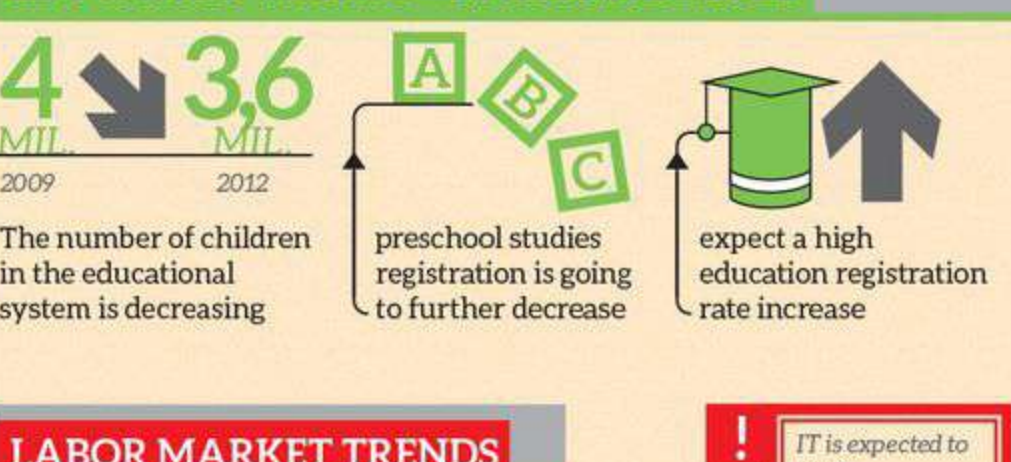 4
MIL.
3,6
MIL.
2009
2012
The number of children
in the educational
system is decreasing
A
B
C
preschool studies
registration is going
to further decrease
expect a high
education registration
rate increase
LABOR MARKET TRENDS
!
IT is expected to